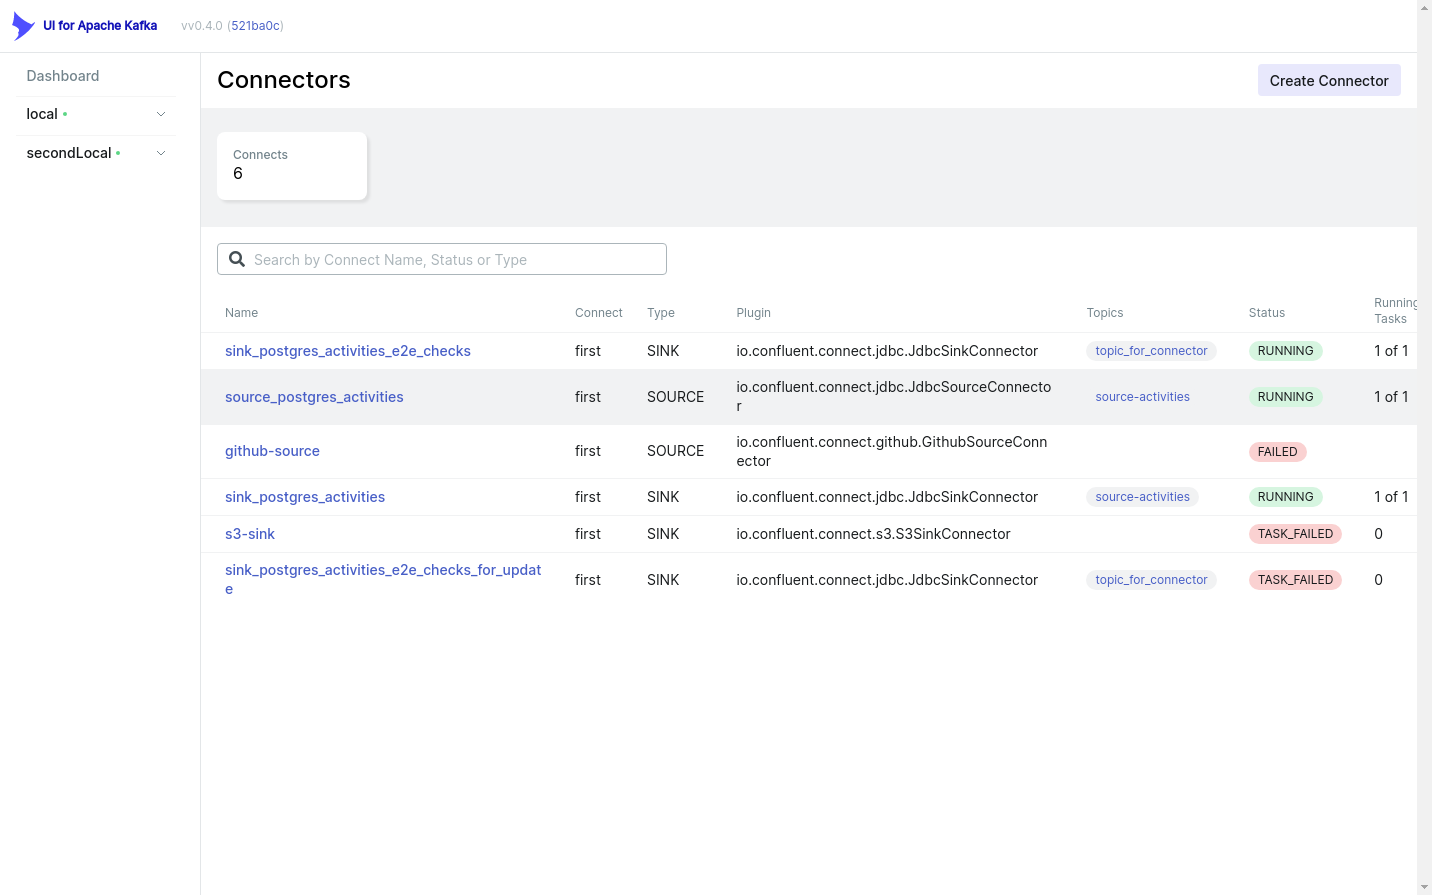 UI for Apache Kafka vv0.4.0 (521ba0c)
Dashboard
local
secondLocal
Connectors
Create Connector
Connects
6
Search by Connect Name, Status or Type
Name Connect Type Plugin Topics Status Running
Tasks
sink_postgres_activities_e2e_checks first SINK io.confluent.connect.jdbc.JdbcSinkConnector topic_for_connector RUNNING 1 of 1
source_postgres_activities first SOURCE io.confluent.connect.jdbc.JdbcSourceConnecto
r source-activities RUNNING 1 of 1
github-source first SOURCE io.confluent.connect.github.GithubSourceConn
ector FAILED
sink_postgres_activities first SINK io.confluent.connect.jdbc.JdbcSinkConnector source-activities RUNNING 1 of 1
s3-sink first SINK io.confluent.connect.s3.S3SinkConnector TASK_FAILED 0
sink_postgres_activities_e2e_checks_for_updat
e first SINK io.confluent.connect.jdbc.JdbcSinkConnector topic_for_connector TASK_FAILED 0